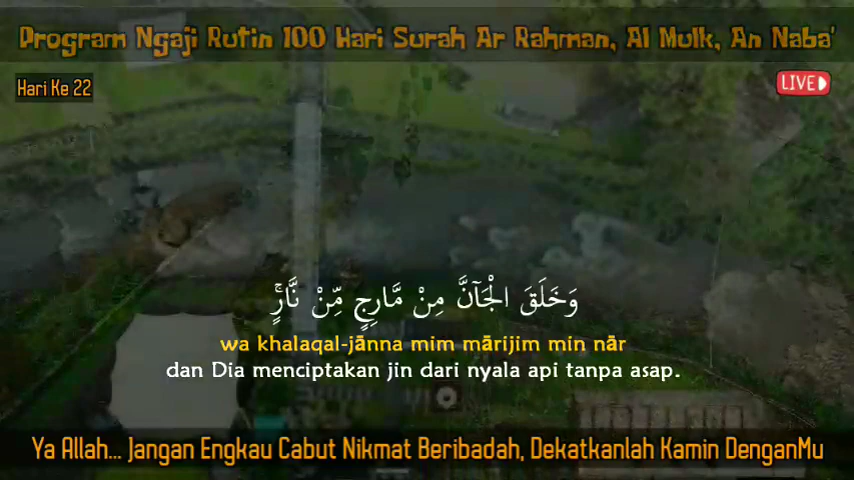 Program Ngaji Rutin 100 Hari Surah Ar Rahman, Al Mulk, An Naba'
Hari Ke 22
LIVE
وَخَلَقَ الْجَاۤنَّ مِنْ مَّارِجٍ مِّنْ نَّارٍۚ
wa khalaqal-jānna mim mārijim min nār
dan Dia menciptakan jin dari nyala api tanpa asap.
Ya Allah... Jangan Engkau Cabut Nikmat Beribadah, Dekatkanlah Kamin DenganMu